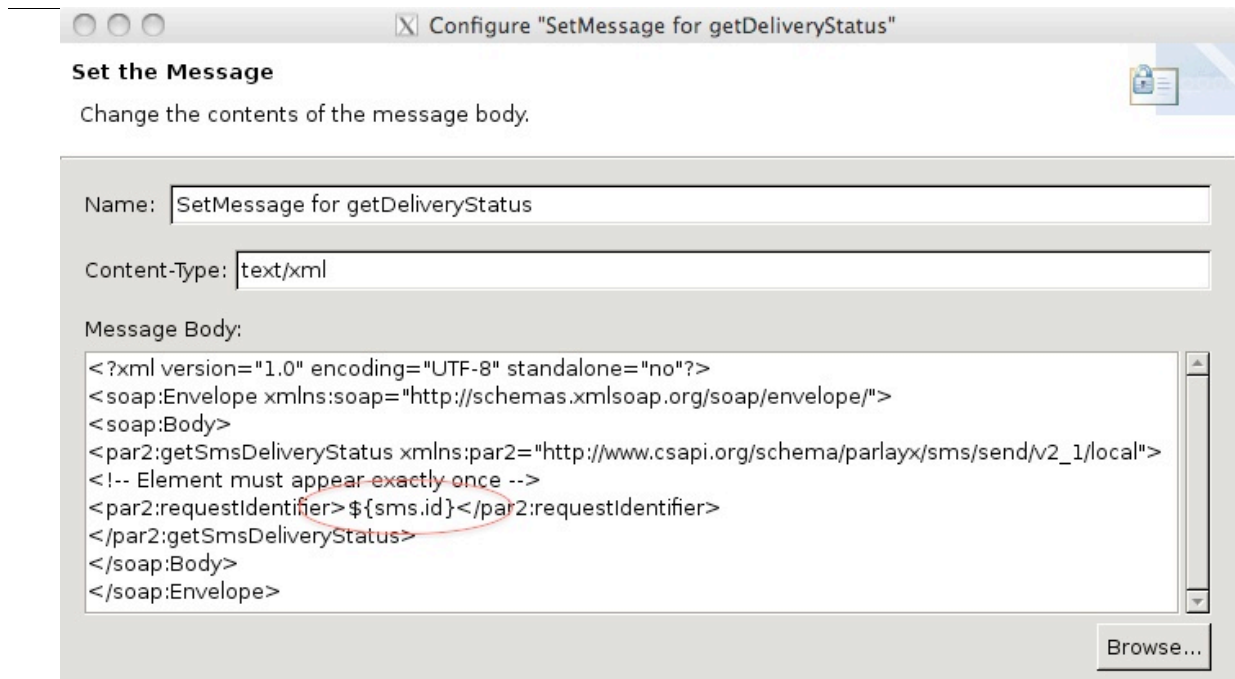 Configure "SetMessage for getDeliveryStatus"
Set the Message
Change the contents of the message body.
Name: SetMessage for getDeliveryStatus
Content-Type: text/xml
Message Body:
<?xml version="1.0" encoding="UTF-8" standalone="no"?>
<soap:Envelope xmlns:soap="http://schemas.xmlsoap.org/soap/envelope/">
<soap:Body>
<par2:getSmsDeliveryStatus xmlns:par2="http://www.csapi.org/schema/parlayx/sms/send/v2_1/local">
<!-- Element must appear exactly once -->
<par2:requestIdentifier>${sms.id}</par2:requestIdentifier>
</par2:getSmsDeliveryStatus>
</soap:Body>
</soap:Envelope>
Browse...